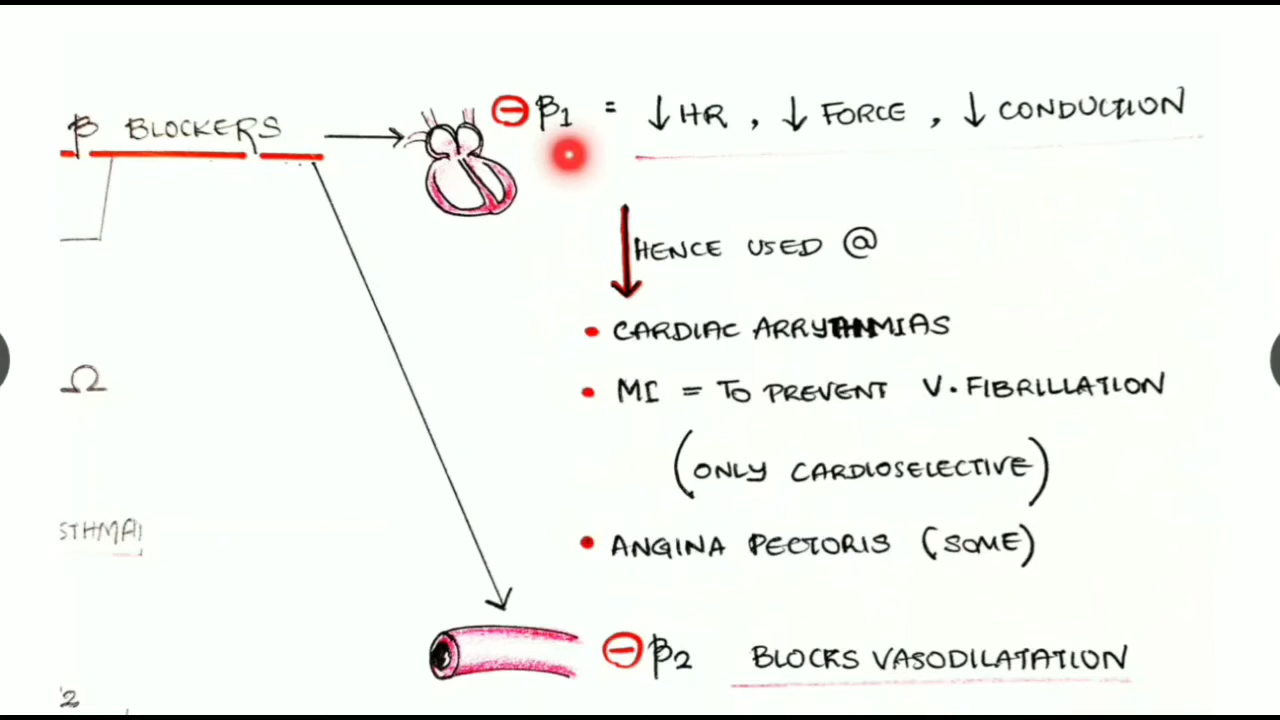 β BLOCKERS → ⊖ β1 = ↓ HR , ↓ FORCE , ↓ CONDUCTION
HENCE USED @
• CARDIAC ARRYTHMIAS
Ω
• MI = TO PREVENT V. FIBRILLATION
(ONLY CARDIOSELECTIVE)
STHMA)
• ANGINA PECTORIS (SOME)
⊖ β2 BLOCKS VASODILATATION
2